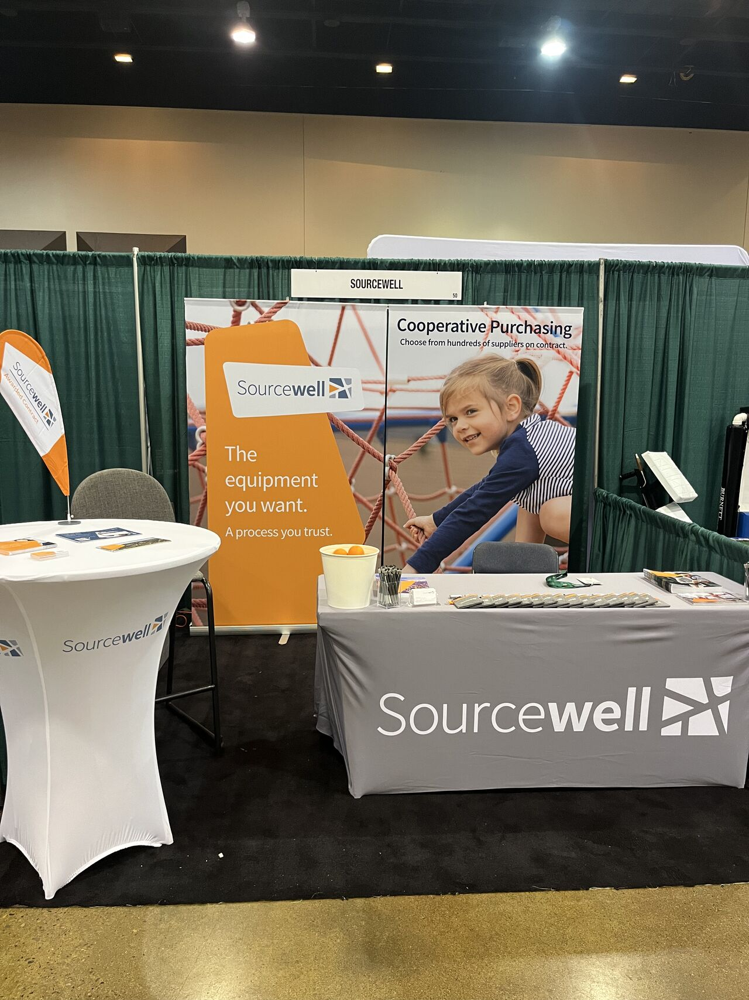 SOURCEWELL
50
Cooperative Purchasing
Choose from hundreds of suppliers on contract.
Sourcewell
The
equipment
you want.
A process you trust.
Sourcewell
Awarded Contract
BURNETT
Sourcewell
Sourcewell